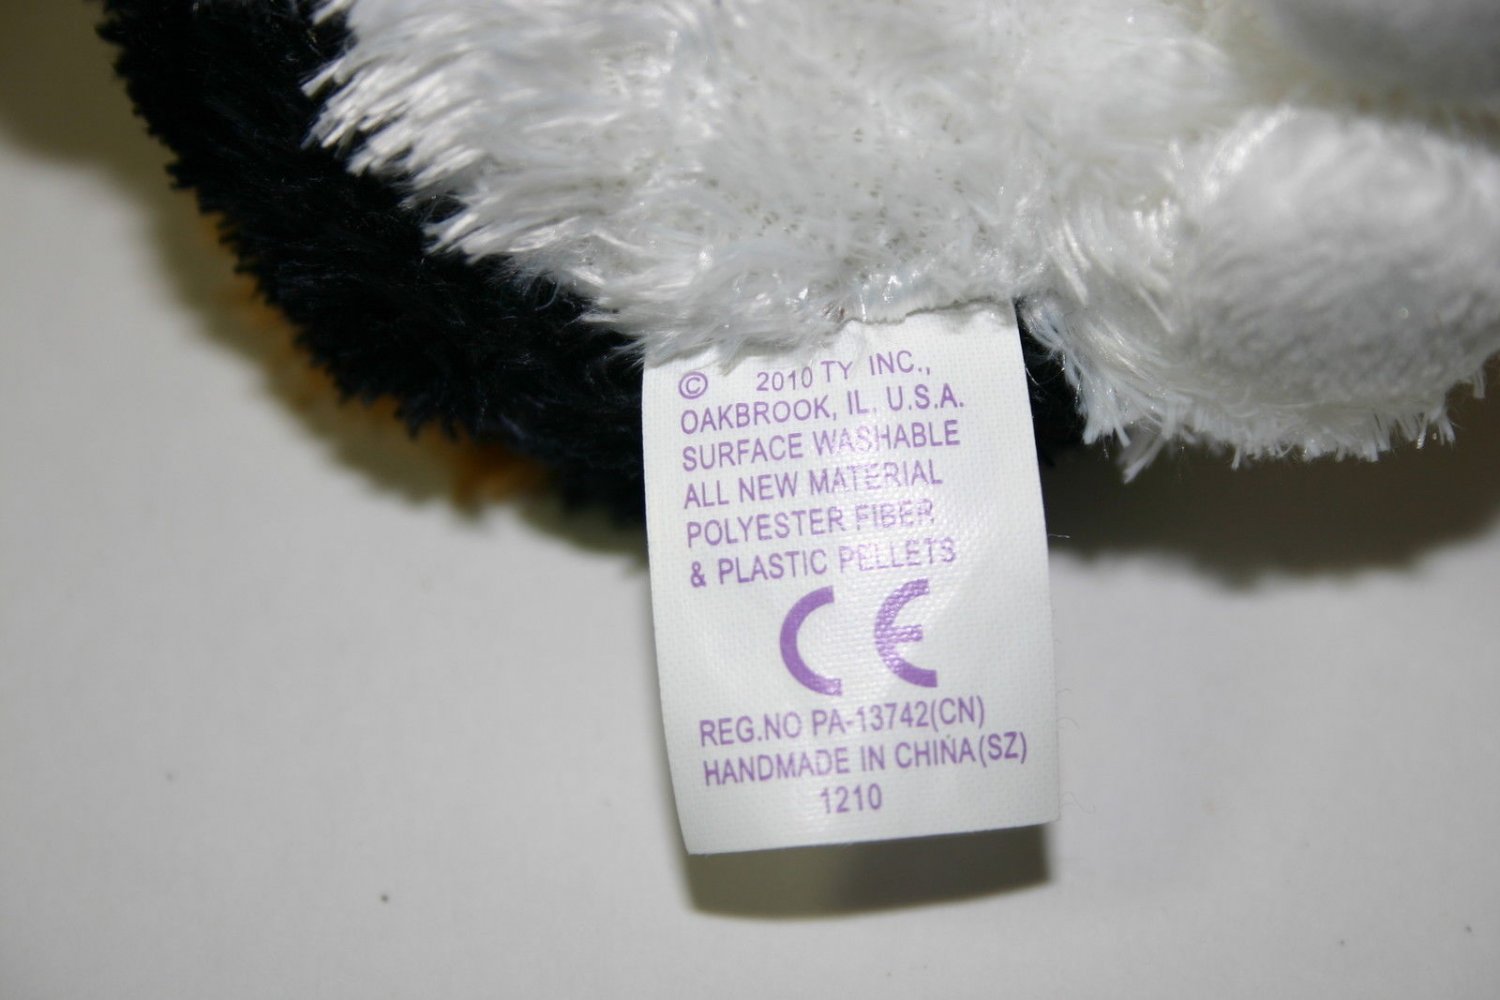 © 2010 TY INC.,
OAKBROOK, IL. U.S.A.
SURFACE WASHABLE
ALL NEW MATERIAL
POLYESTER FIBER
& PLASTIC PELLETS
CE
REG.NO PA-13742(CN)
HANDMADE IN CHINA(SZ)
1210